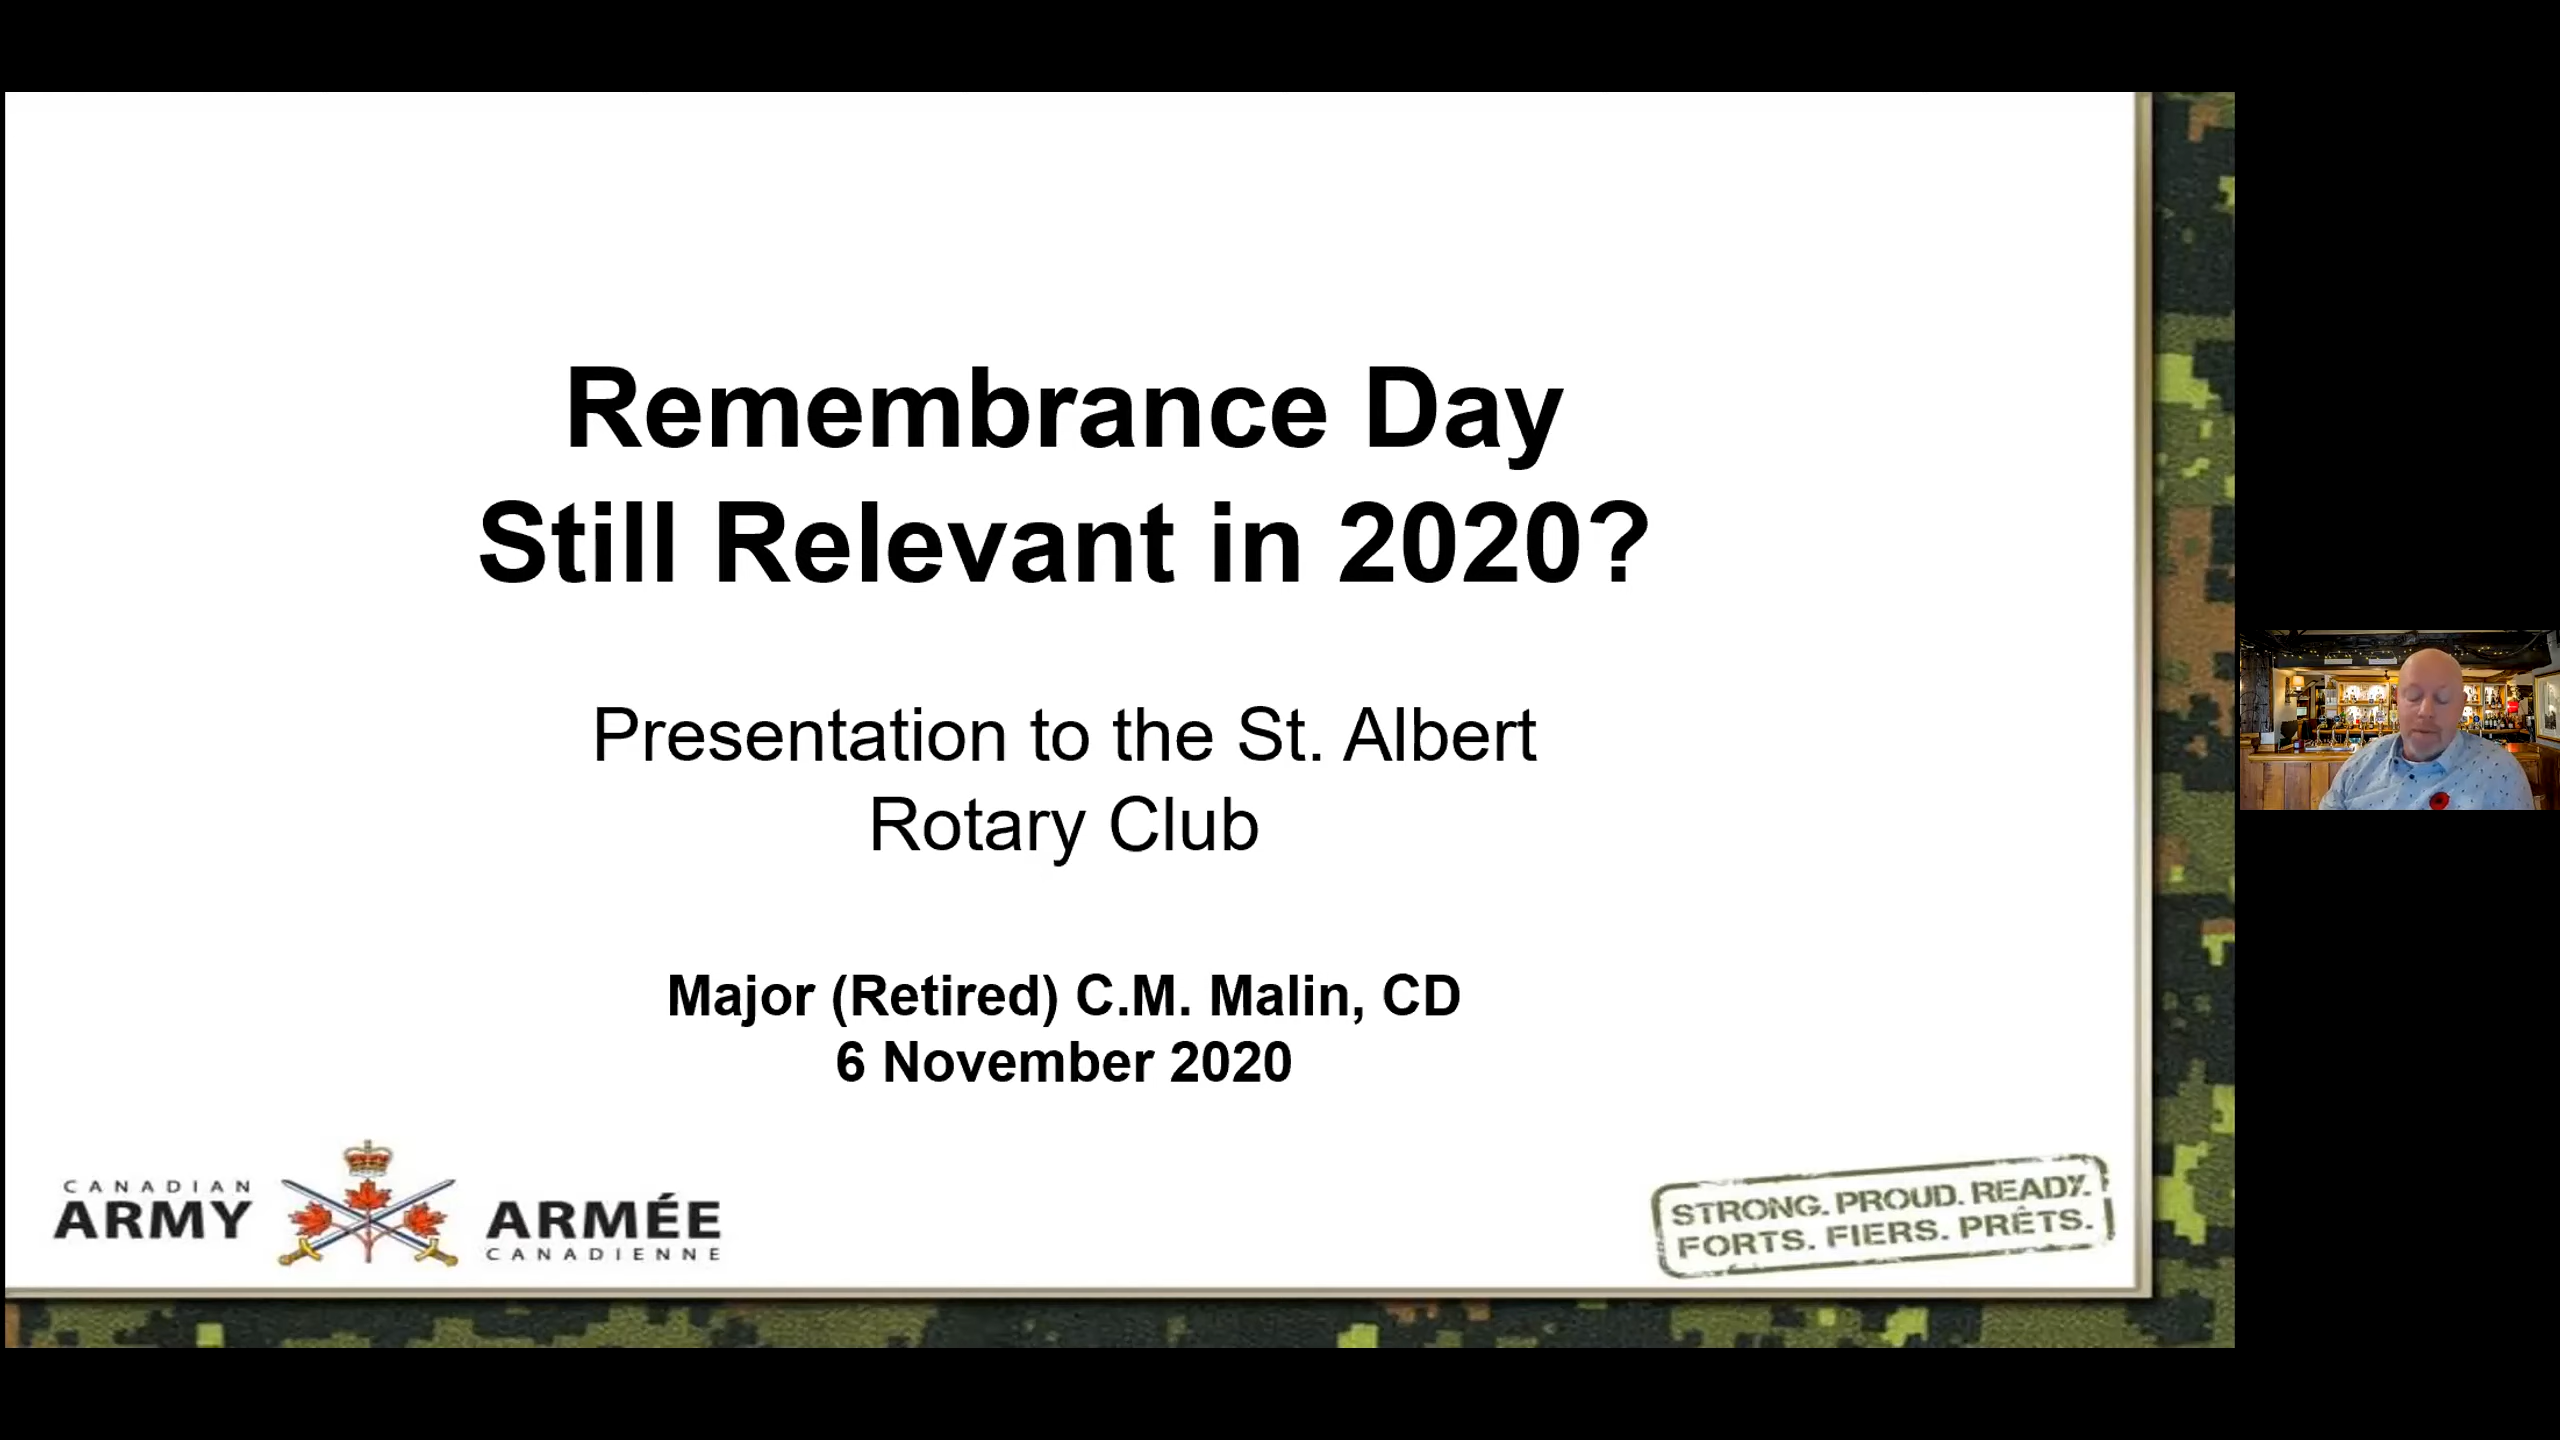 Remembrance Day
Still Relevant in 2020?
Presentation to the St. Albert
Rotary Club
Major (Retired) C.M. Malin, CD
6 November 2020
CANADIAN
ARMY
ARMÉE
CANADIENNE
STRONG. PROUD. READY.
FORTS. FIERS. PRÊTS.